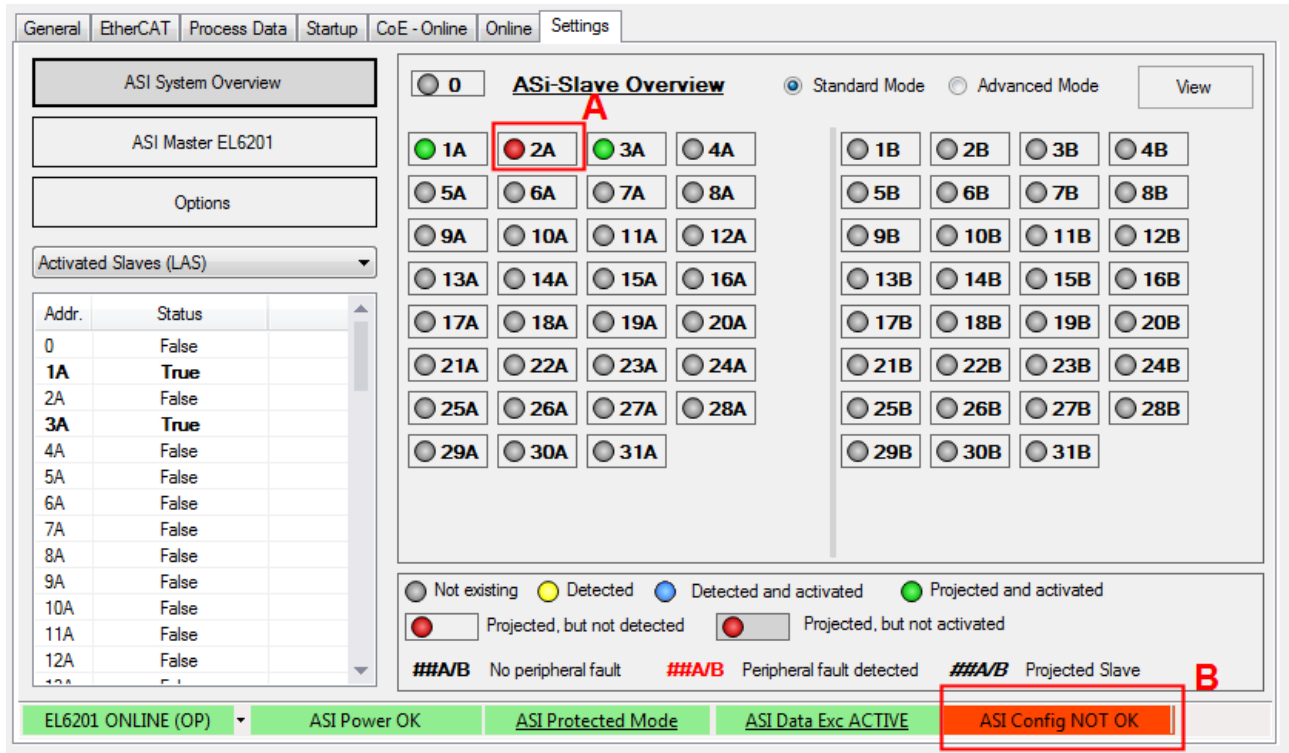 General EtherCAT Process Data Startup CoE - Online Online Settings
ASI System Overview
ASI Master EL6201
Options
Activated Slaves (LAS)
Addr. Status
0 False
1A True
2A False
3A True
4A False
5A False
6A False
7A False
8A False
9A False
10A False
11A False
12A False
0 ASi-Slave Overview Standard Mode Advanced Mode View
A
1A 2A 3A 4A 1B 2B 3B 4B
5A 6A 7A 8A 5B 6B 7B 8B
9A 10A 11A 12A 9B 10B 11B 12B
13A 14A 15A 16A 13B 14B 15B 16B
17A 18A 19A 20A 17B 18B 19B 20B
21A 22A 23A 24A 21B 22B 23B 24B
25A 26A 27A 28A 25B 26B 27B 28B
29A 30A 31A 29B 30B 31B
Not existing Detected Detected and activated Projected and activated
Projected, but not detected Projected, but not activated
##A/B No peripheral fault ##A/B Peripheral fault detected ##A/B Projected Slave
B
EL6201 ONLINE (OP) ASI Power OK ASI Protected Mode ASI Data Exc ACTIVE ASI Config NOT OK